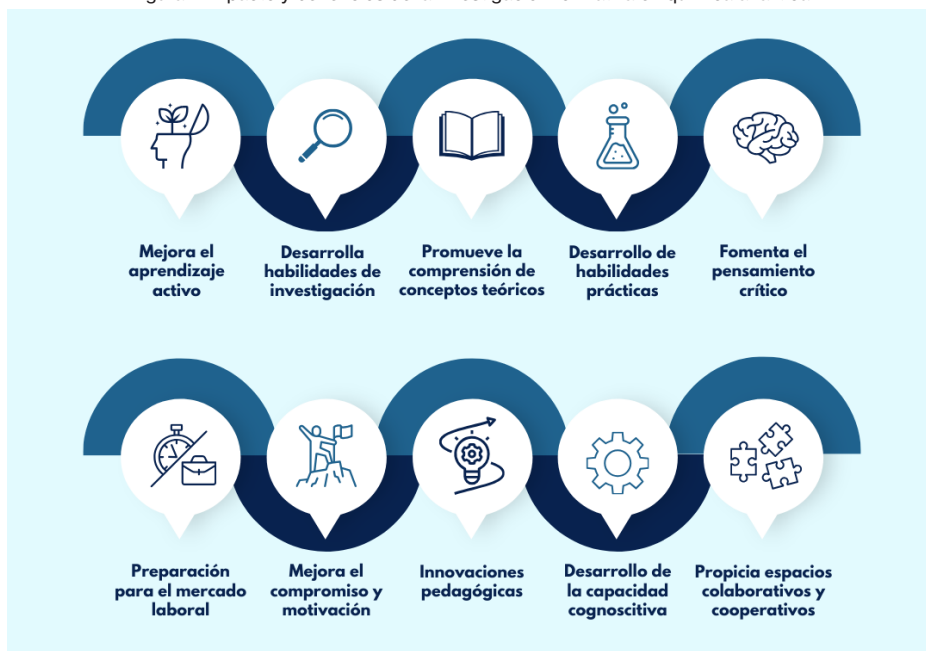 Mejora el
aprendizaje
activo
Desarrolla
habilidades de
investigación
Promueve la
comprensión de
conceptos teóricos
Desarrollo de
habilidades
prácticas
Fomenta el
pensamiento
crítico
Preparación
para el mercado
laboral
Mejora el
compromiso y
motivación
Innovaciones
pedagógicas
Desarrollo de
la capacidad
cognoscitiva
Propicia espacios
colaborativos y
cooperativos